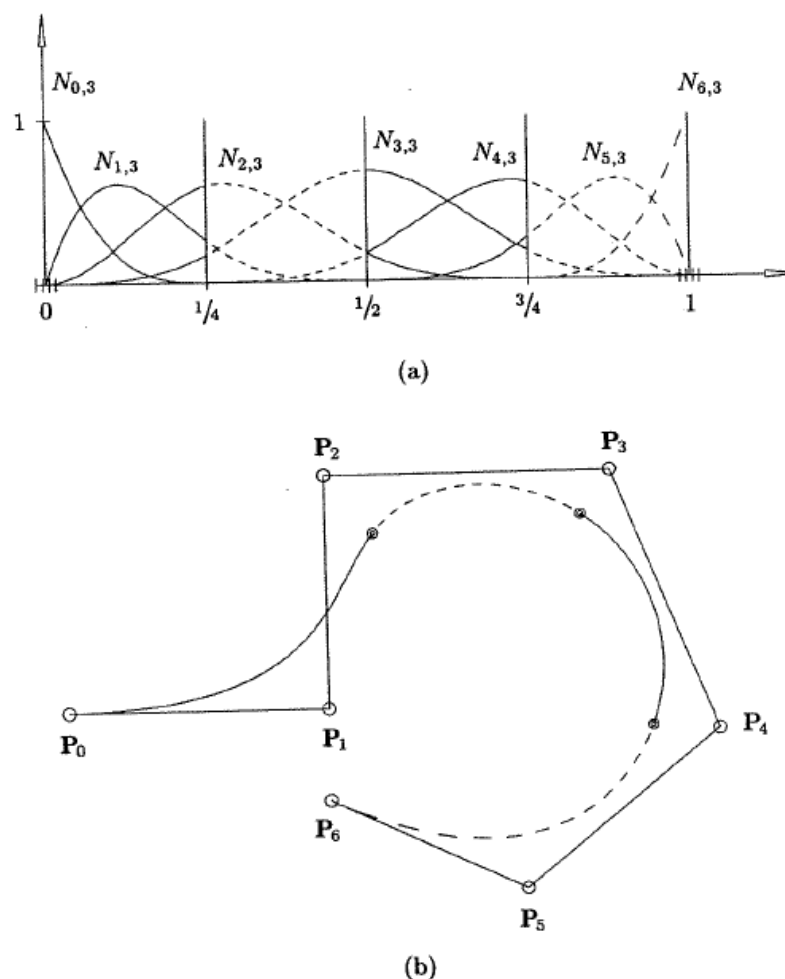 N0,3
N6,3
1
N1,3
N2,3
N3,3
N4,3
N5,3
0
1/4
1/2
3/4
1
(a)
P2
P3
P0
P1
P4
P6
P5
(b)